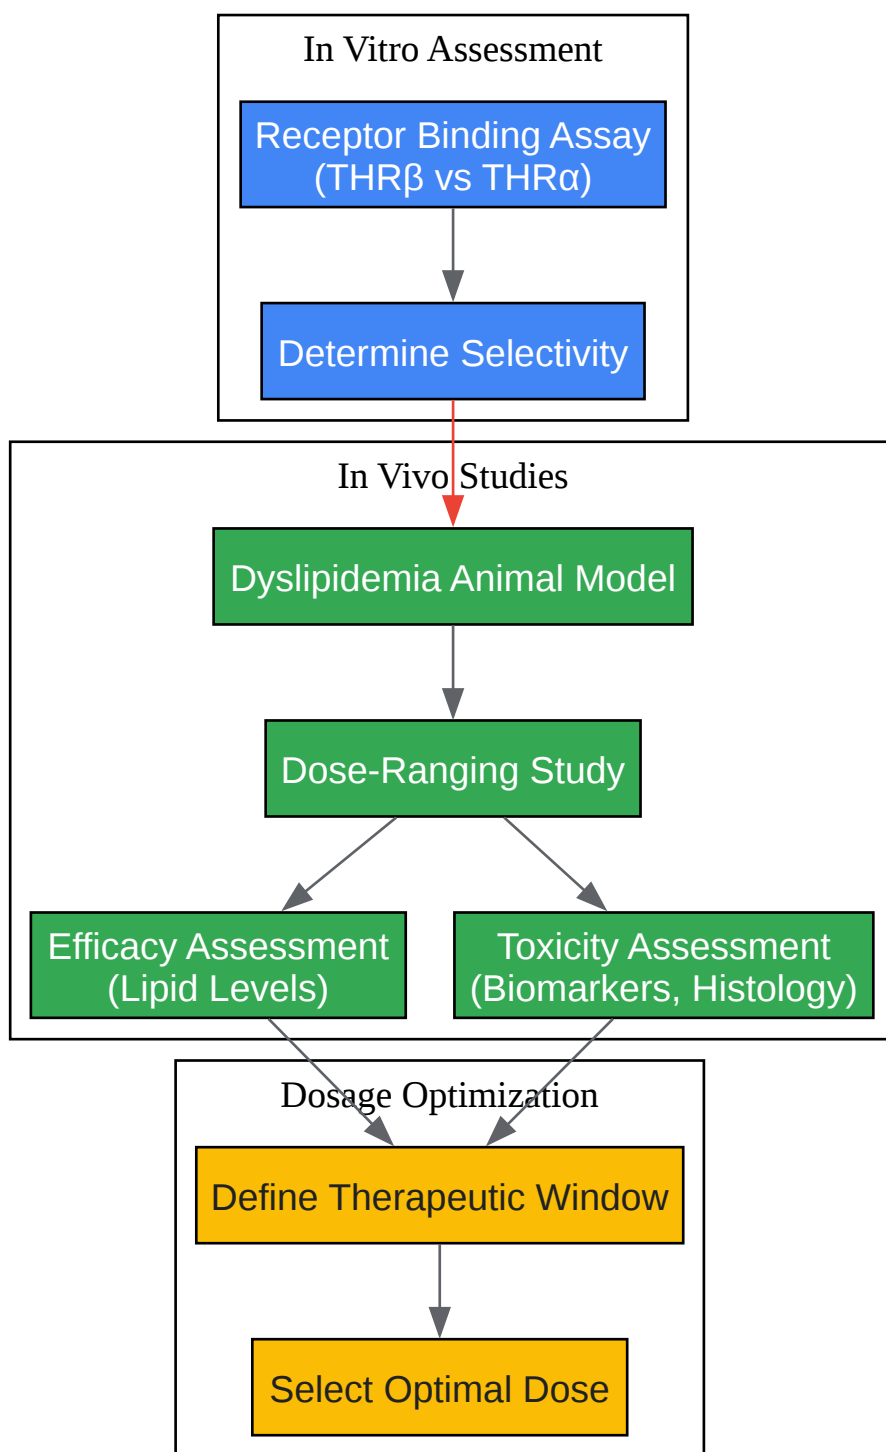 In Vitro Assessment
Receptor Binding Assay
(THRβ vs THRα)
Determine Selectivity
In Vivo Studies
Dyslipidemia Animal Model
Dose-Ranging Study
Efficacy Assessment
(Lipid Levels)
Toxicity Assessment
(Biomarkers, Histology)
Dosage Optimization
Define Therapeutic Window
Select Optimal Dose